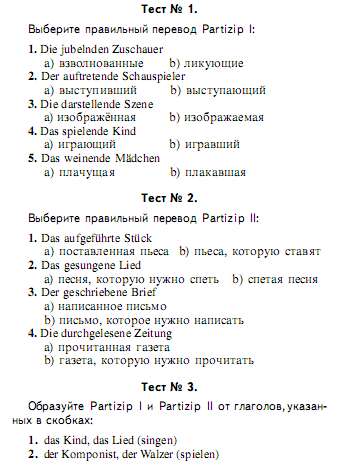 Тест № 1.
Выберите правильный перевод Partizip I:
1. Die jubelnden Zuschauer
а) взволнованные b) ликующие
2. Der auftretende Schauspieler
а) выступивший b) выступающий
3. Die darstellende Szene
а) изображённая b) изображаемая
4. Das spielende Kind
а) играющий b) игравший
5. Das weinende Mädchen
а) плачущая b) плакавшая
Тест № 2.
Выберите правильный перевод Partizip II:
1. Das aufgeführte Stück
а) поставленная пьеса b) пьеса, которую ставят
2. Das gesungene Lied
а) песня, которую нужно спеть b) спетая песня
3. Der geschriebene Brief
а) написанное письмо
b) письмо, которое нужно написать
4. Die durchgelesene Zeitung
а) прочитанная газета
b) газета, которую нужно прочитать
Тест № 3.
Образуйте Partizip I и Partizip II от глаголов, указан-
ных в скобках:
1. das Kind, das Lied (singen)
2. der Komponist, der Walzer (spielen)